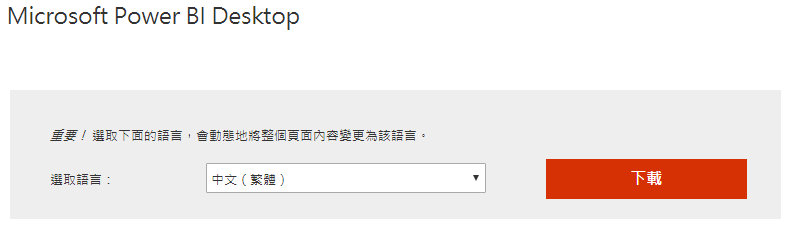 Microsoft Power BI Desktop
重要！選取下面的語言，會動態地將整個頁面內容變更為該語言。
選取語言：
中文（繁體）
下載